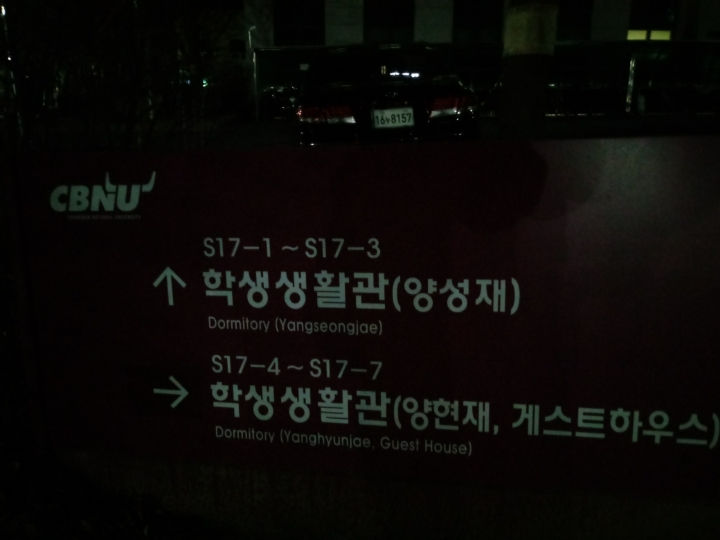 CBNU
S17-1 ~ S17-3
↑ 학생생활관(양성재)
Dormitory (Yangseongjae)
S17-4 ~ S17-7
→ 학생생활관(양현재, 게스트하우스)
Dormitory (Yanghyunjae, Guest House)